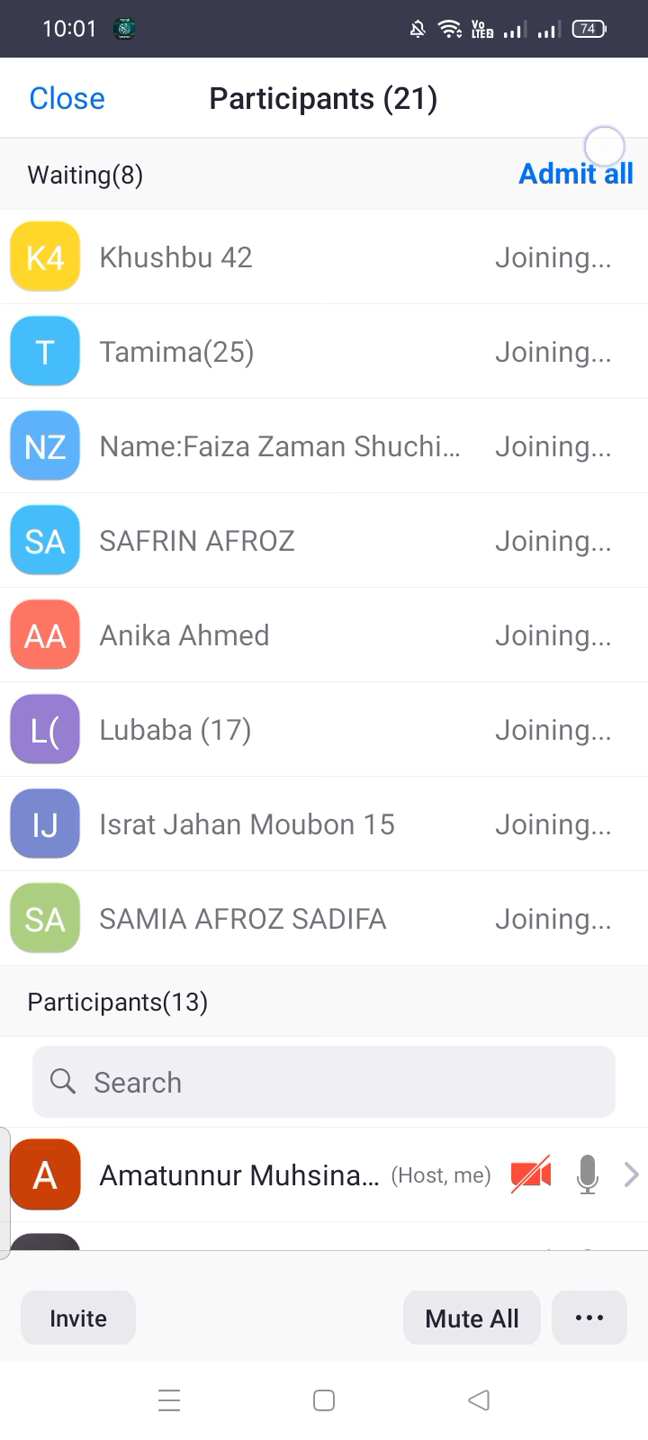 10:01
Vo LTE2 74
Close Participants (21)
Waiting(8) Admit all
K4 Khushbu 42 Joining...
T Tamima(25) Joining...
NZ Name:Faiza Zaman Shuchi... Joining...
SA SAFRIN AFROZ Joining...
AA Anika Ahmed Joining...
L( Lubaba (17) Joining...
IJ Israt Jahan Moubon 15 Joining...
SA SAMIA AFROZ SADIFA Joining...
Participants(13)
Search
A Amatunnur Muhsina... (Host, me)
Invite Mute All ...